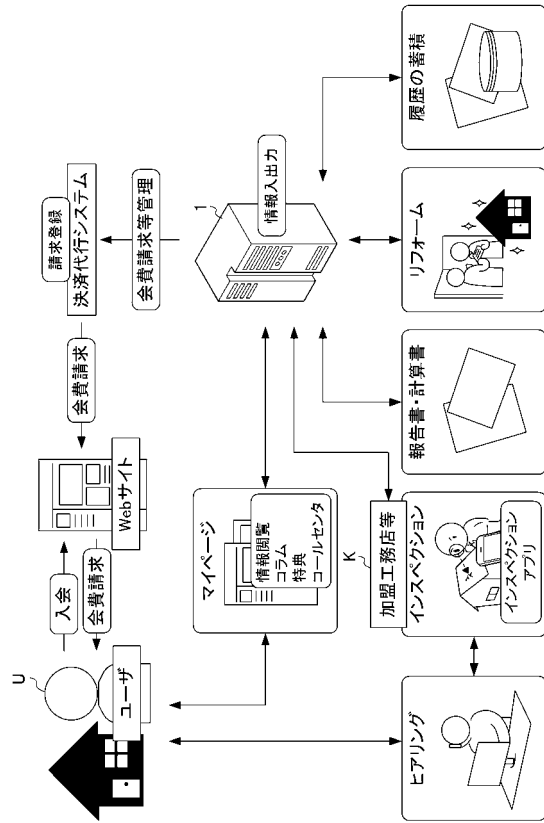 U
ユーザ
入会
会費請求
Webサイト
会費請求
請求登録
決済代行システム
会費請求等管理
1
情報入出力
マイページ
情報閲覧
コラム
特典
コールセンタ
K
加盟工務店等
ヒアリング
インスペクション
インスペクション
アプリ
報告書・計算書
リフォーム
履歴の蓄積